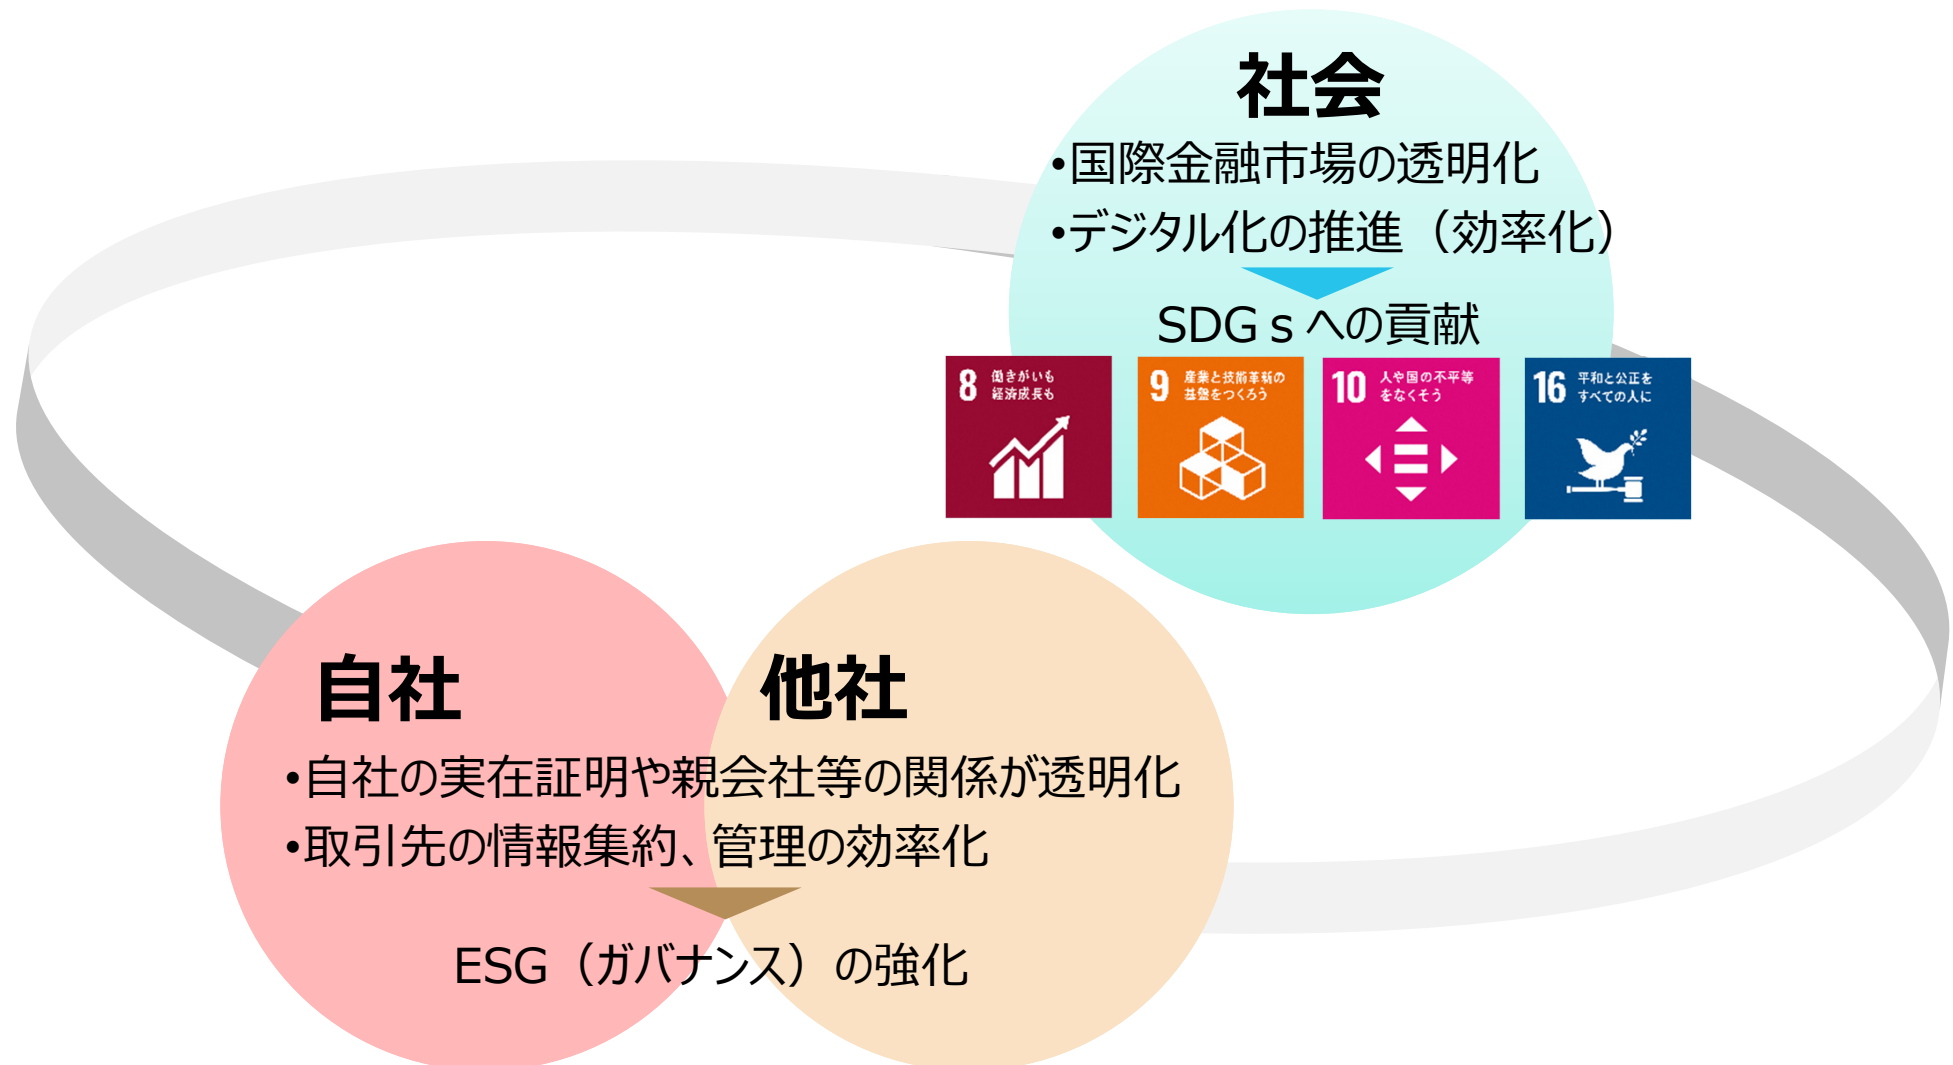 社会
•国際金融市場の透明化
•デジタル化の推進（効率化）
SDGｓへの貢献
8 働きがいも
経済成長も
9 産業と技術革新の
基盤をつくろう
10 人や国の不平等
をなくそう
16 平和と公正を
すべての人に
自社
他社
•自社の実在証明や親会社等の関係が透明化
•取引先の情報集約、管理の効率化
ESG（ガバナンス）の強化